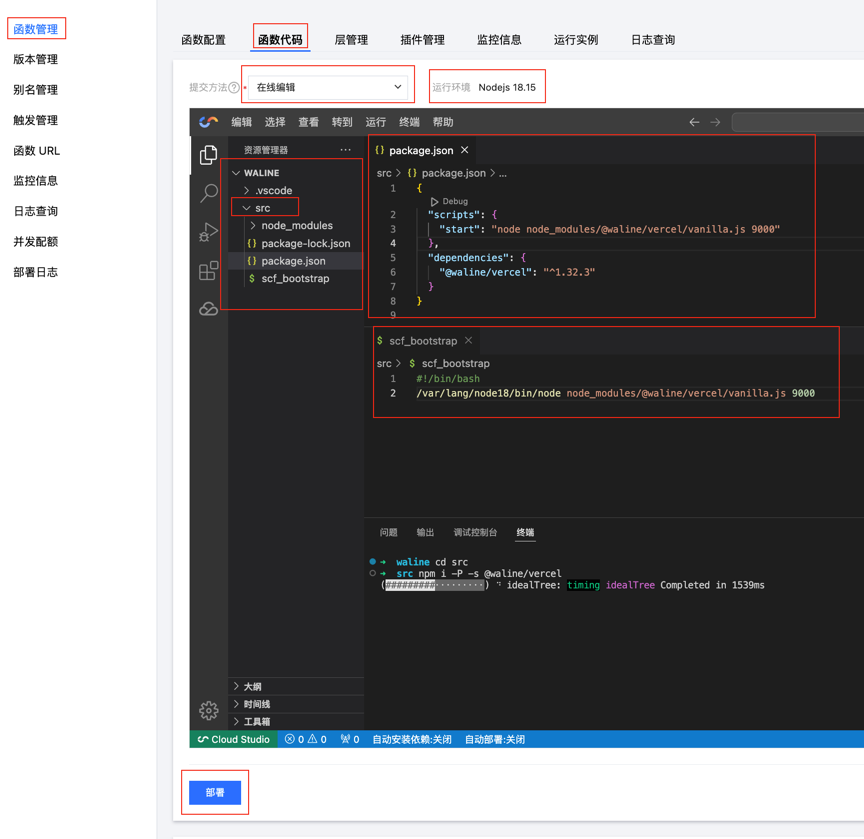 函数管理
版本管理
别名管理
触发管理
函数 URL
监控信息
日志查询
并发配额
部署日志
函数配置 函数代码 层管理 插件管理 监控信息 运行实例 日志查询
提交方法 * 在线编辑 运行环境 Nodejs 18.15
编辑 选择 查看 转到 运行 终端 帮助
资源管理器 ···
WALINE
.vscode
src
node_modules
{} package-lock.json
{} package.json
$ scf_bootstrap
大纲
时间线
工具箱
{} package.json
src > {} package.json > ...
1 {
Debug
2 "scripts": {
3 "start": "node node_modules/@waline/vercel/vanilla.js 9000"
4 },
5 "dependencies": {
6 "@waline/vercel": "^1.32.3"
7 }
8 }
9
$ scf_bootstrap
src > $ scf_bootstrap
1 #!/bin/bash
2 /var/lang/node18/bin/node node_modules/@waline/vercel/vanilla.js 9000
问题 输出 调试控制台 终端
➜ waline cd src
➜ src npm i -P -s @waline/vercel
(#########⋅⋅⋅⋅⋅⋅⋅⋅⋅) ⠙ idealTree: timing idealTree Completed in 1539ms
Cloud Studio 0 0 0 自动安装依赖:关闭 自动部署:关闭
部署